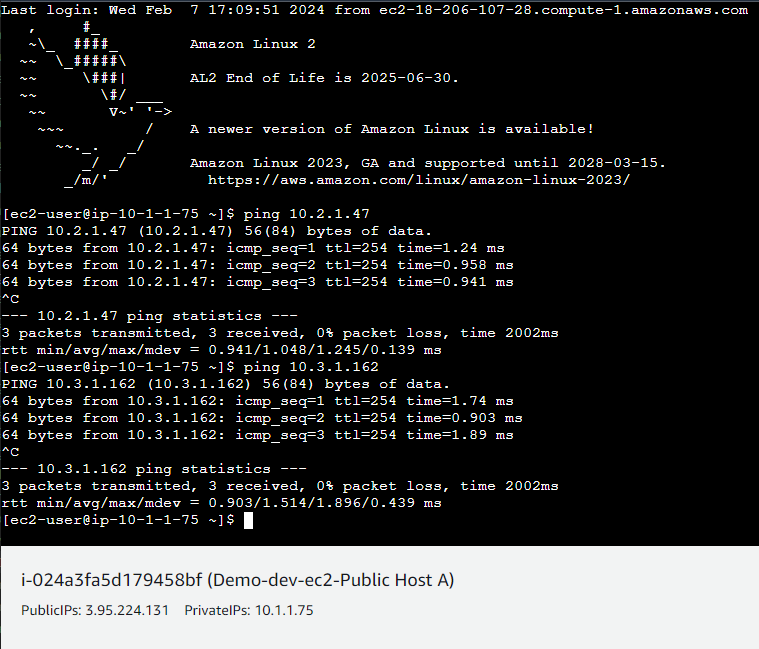 Last login: Wed Feb  7 17:09:51 2024 from ec2-18-206-107-28.compute-1.amazonaws.com
   ,     #_
   ~\_  ####_        Amazon Linux 2
  ~~  \_#####\
  ~~     \###|       AL2 End of Life is 2025-06-30.
  ~~       \#/ ___
   ~~       V~' '->
    ~~~         /    A newer version of Amazon Linux is available!
      ~~._.   _/
         _/ _/       Amazon Linux 2023, GA and supported until 2028-03-15.
       _/m/'           https://aws.amazon.com/linux/amazon-linux-2023/
[ec2-user@ip-10-1-1-75 ~]$ ping 10.2.1.47
PING 10.2.1.47 (10.2.1.47) 56(84) bytes of data.
64 bytes from 10.2.1.47: icmp_seq=1 ttl=254 time=1.24 ms
64 bytes from 10.2.1.47: icmp_seq=2 ttl=254 time=0.958 ms
64 bytes from 10.2.1.47: icmp_seq=3 ttl=254 time=0.941 ms
^C
--- 10.2.1.47 ping statistics ---
3 packets transmitted, 3 received, 0% packet loss, time 2002ms
rtt min/avg/max/mdev = 0.941/1.048/1.245/0.139 ms
[ec2-user@ip-10-1-1-75 ~]$ ping 10.3.1.162
PING 10.3.1.162 (10.3.1.162) 56(84) bytes of data.
64 bytes from 10.3.1.162: icmp_seq=1 ttl=254 time=1.74 ms
64 bytes from 10.3.1.162: icmp_seq=2 ttl=254 time=0.903 ms
64 bytes from 10.3.1.162: icmp_seq=3 ttl=254 time=1.89 ms
^C
--- 10.3.1.162 ping statistics ---
3 packets transmitted, 3 received, 0% packet loss, time 2002ms
rtt min/avg/max/mdev = 0.903/1.514/1.896/0.439 ms
[ec2-user@ip-10-1-1-75 ~]$
i-024a3fa5d179458bf (Demo-dev-ec2-Public Host A)
PublicIPs: 3.95.224.131    PrivateIPs: 10.1.1.75